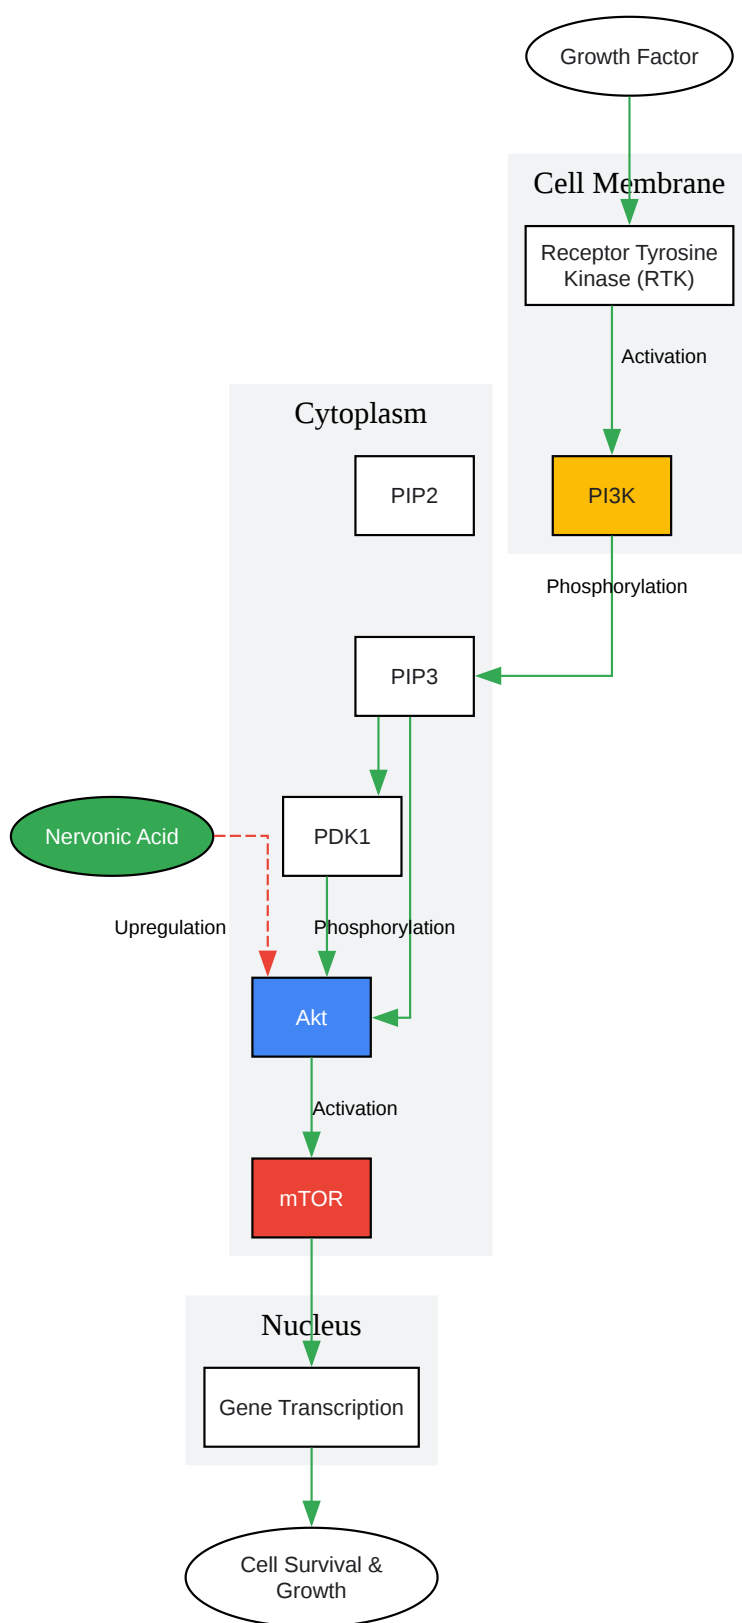 Growth Factor
Cell Membrane
Receptor Tyrosine
Kinase (RTK)
Activation
Cytoplasm
PIP2
PI3K
Phosphorylation
PIP3
Nervonic Acid
PDK1
Upregulation
Phosphorylation
Akt
Activation
mTOR
Nucleus
Gene Transcription
Cell Survival &
Growth